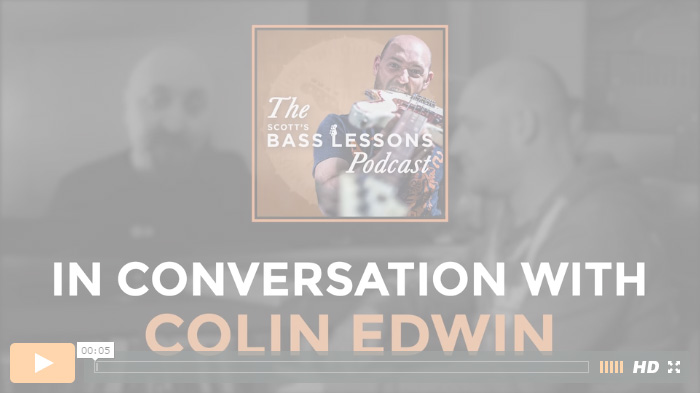 The
SCOTT'S
BASS LESSONS
Podcast
IN CONVERSATION WITH
COLIN EDWIN
00:05
HD